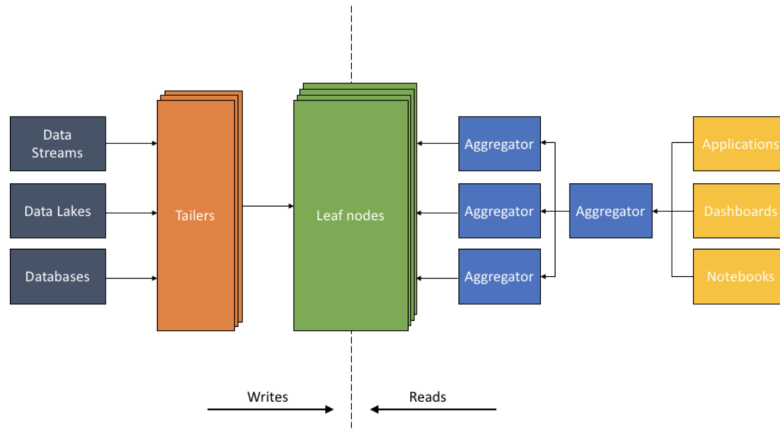 Data
Streams
Data Lakes
Databases
Tailers
Leaf nodes
Aggregator
Aggregator
Aggregator
Aggregator
Applications
Dashboards
Notebooks
Writes
Reads